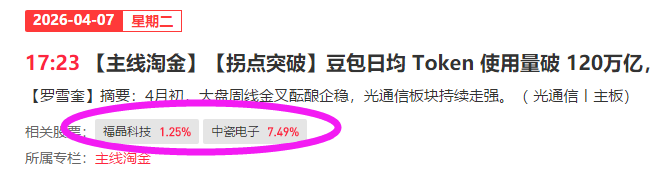 2026-04-07 星期二
17:23 【主线淘金】【拐点突破】豆包日均 Token 使用量破 120万亿,
【罗雪奎】摘要：4月初，大盘周线金叉酝酿企稳，光通信板块持续走强。（ 光通信丨主板）
相关股票： 福晶科技 1.25% 中瓷电子 7.49%
所属专栏：主线淘金